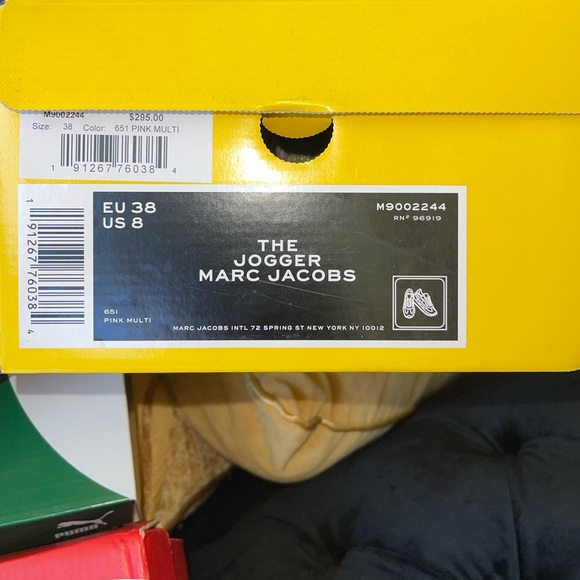 M9002244 $295.00
Size: 38 Color: 651 PINK MULTI
1 91267 76038 4
1 91267 76038 4
EU 38
US 8
M9002244
RN# 96919
THE
JOGGER
MARC JACOBS
651
PINK MULTI
MARC JACOBS INTL 72 SPRING ST NEW YORK NY 10012
PUMA